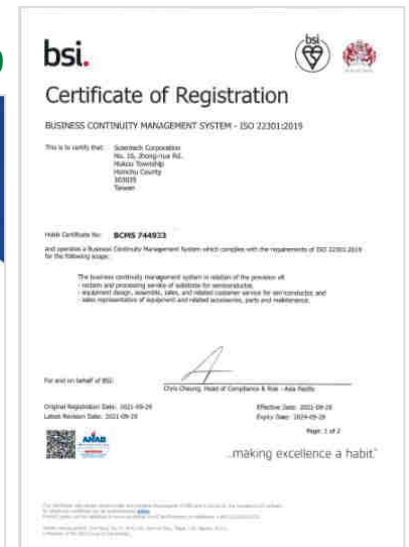 bsi.
bsi
Certificate of Registration
BUSINESS CONTINUITY MANAGEMENT SYSTEM - ISO 22301:2019
This is to certify that:
Scientech Corporation
No. 10, Zhong-hua Rd.
Hukou Township
Hsinchu County
303035
Taiwan
Holds Certificate No: BCMS 744933
and operates a Business Continuity Management System which complies with the requirements of ISO 22301:2019
for the following scope:
The business continuity management system in relation of the provision of:
- reclaim and processing service of substrate for semiconductor,
- equipment design, assemble, sales, and related customer service for semiconductor, and
- sales representative of equipment and related accessories, parts and maintenance.
For and on behalf of BSI:
Chris Cheung, Head of Compliance & Risk - Asia Pacific
Original Registration Date: 2021-09-29
Effective Date: 2021-09-29
Latest Revision Date: 2021-09-29
Expiry Date: 2024-09-28
Page: 1 of 2
ANAB
...making excellence a habit.